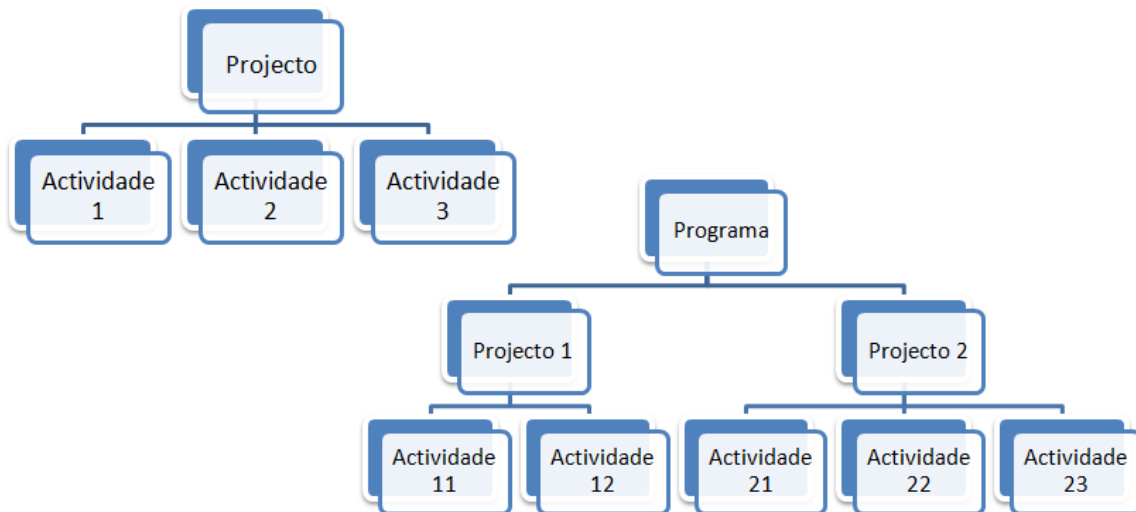 Projecto
Actividade
1
Actividade
2
Actividade
3
Programa
Projecto 1
Projecto 2
Actividade
11
Actividade
12
Actividade
21
Actividade
22
Actividade
23